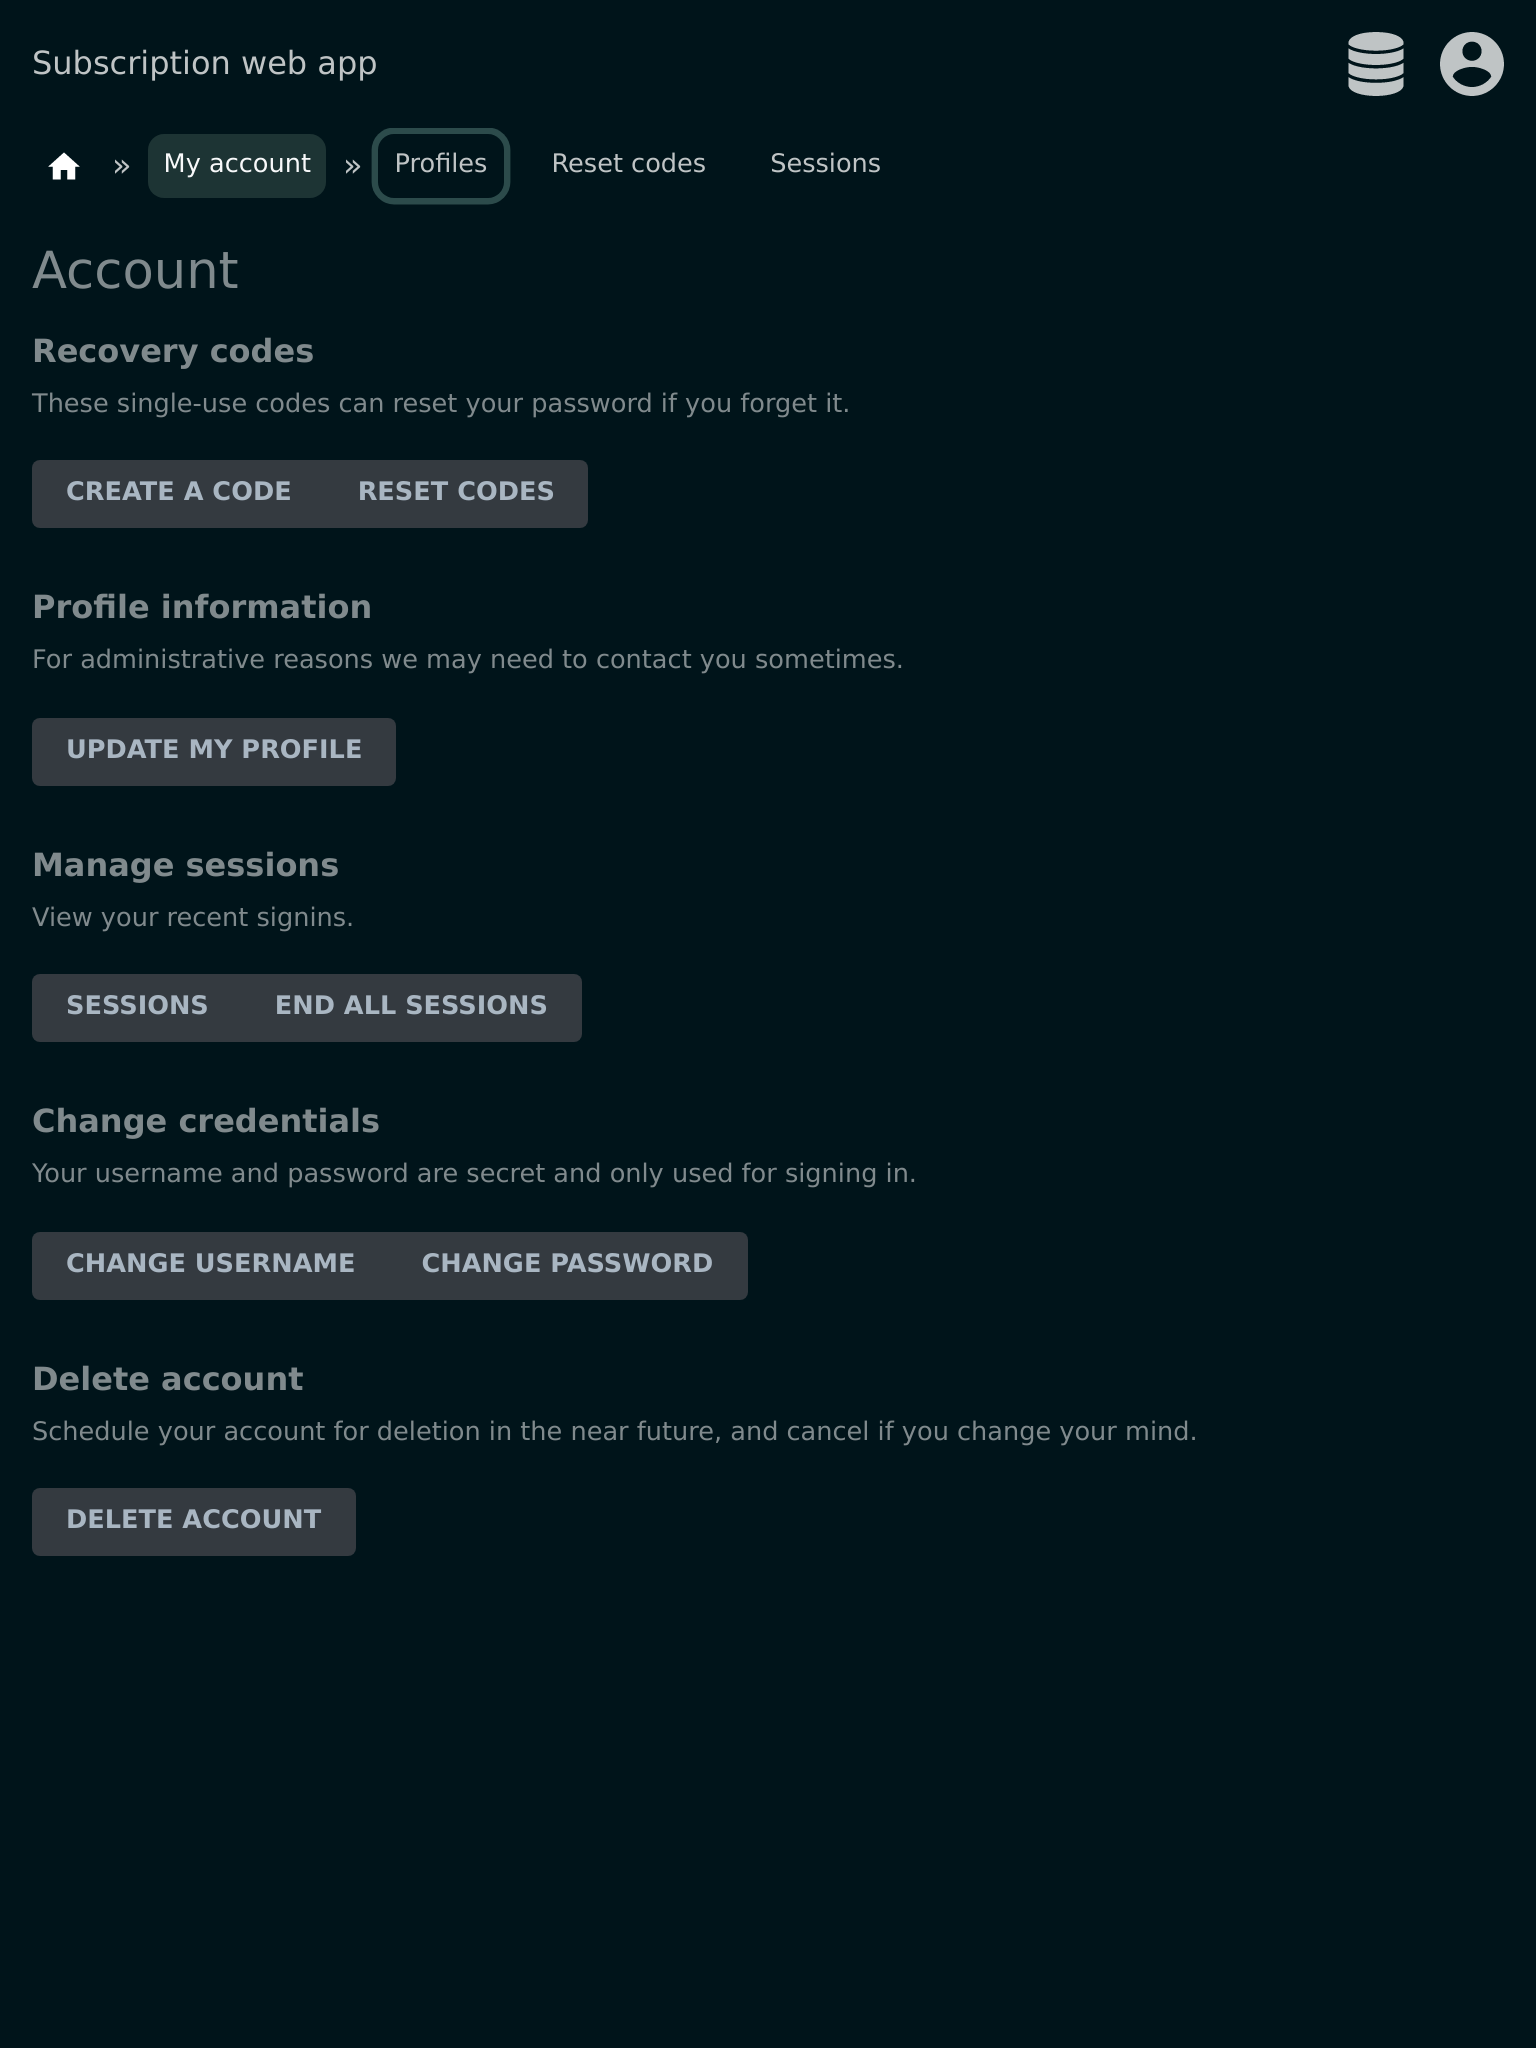 Subscription web app
» My account » Profiles Reset codes Sessions
Account
Recovery codes
These single-use codes can reset your password if you forget it.
CREATE A CODE RESET CODES
Profile information
For administrative reasons we may need to contact you sometimes.
UPDATE MY PROFILE
Manage sessions
View your recent signins.
SESSIONS END ALL SESSIONS
Change credentials
Your username and password are secret and only used for signing in.
CHANGE USERNAME CHANGE PASSWORD
Delete account
Schedule your account for deletion in the near future, and cancel if you change your mind.
DELETE ACCOUNT